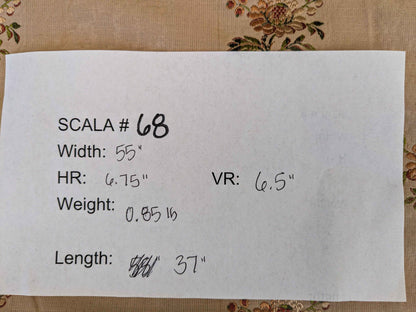 SCALA # 68
Width: 55"
HR: 6.75" VR: 6.5"
Weight: 0.85 lb
Length: 37"